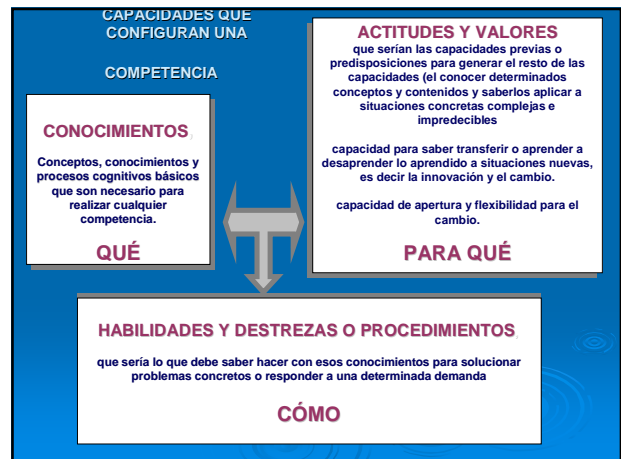 CAPACIDADES QUE
CONFIGURAN UNA
COMPETENCIA
CONOCIMIENTOS,
Conceptos, conocimientos y
procesos cognitivos básicos
que son necesario para
realizar cualquier
competencia.
QUÉ
ACTITUDES Y VALORES
que serían las capacidades previas o
predisposiciones para generar el resto de las
capacidades (el conocer determinados
conceptos y contenidos y saberlos aplicar a
situaciones concretas complejas e
impredecibles
capacidad para saber transferir o aprender a
desaprender lo aprendido a situaciones nuevas,
es decir la innovación y el cambio.
capacidad de apertura y flexibilidad para el
cambio.
PARA QUÉ
HABILIDADES Y DESTREZAS O PROCEDIMIENTOS,
que sería lo que debe saber hacer con esos conocimientos para solucionar
problemas concretos o responder a una determinada demanda
CÓMO